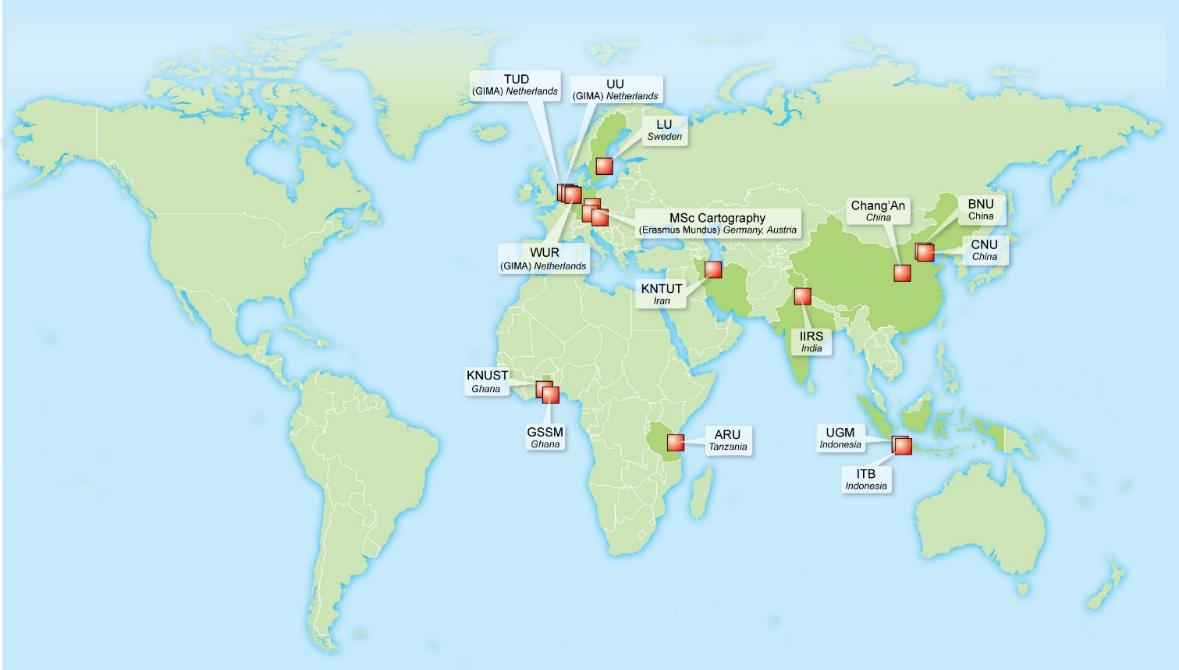 TUD
(GIMA) Netherlands
UU
(GIMA) Netherlands
LU
Sweden
Chang'An
China
BNU
China
MSc Cartography
(Erasmus Mundus) Germany, Austria
CNU
China
WUR
(GIMA) Netherlands
KNTUT
Iran
IIRS
India
KNUST
Ghana
GSSM
Ghana
ARU
Tanzania
UGM
Indonesia
ITB
Indonesia